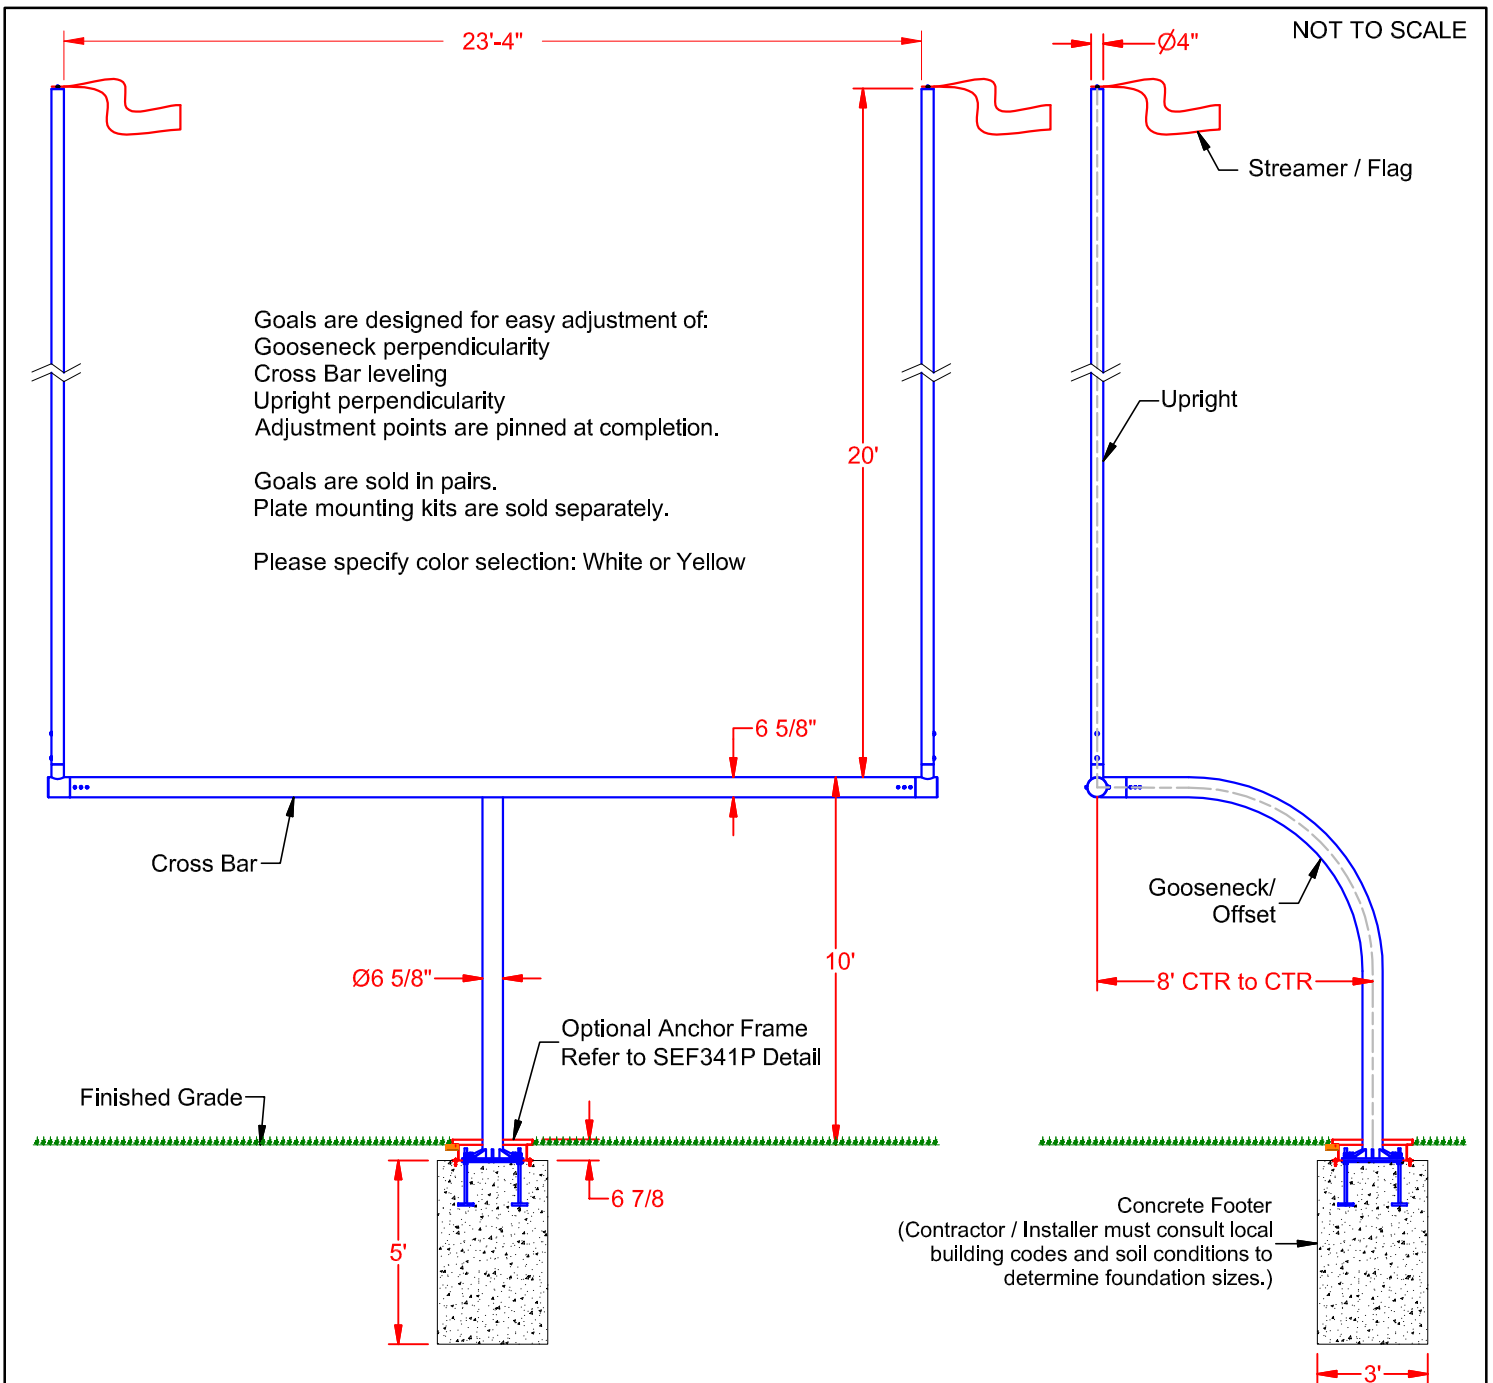 NOT TO SCALE
23'-4"
Ø4"
Streamer / Flag
Goals are designed for easy adjustment of:
Gooseneck perpendicularity
Cross Bar leveling
Upright perpendicularity
Adjustment points are pinned at completion.
Goals are sold in pairs.
Plate mounting kits are sold separately.
Please specify color selection: White or Yellow
Upright
20'
6 5/8"
Cross Bar
Gooseneck/
Offset
Ø6 5/8"
10'
8' CTR to CTR
Optional Anchor Frame
Refer to SEF341P Detail
Finished Grade
6 7/8
Concrete Footer
(Contractor / Installer must consult local
building codes and soil conditions to
determine foundation sizes.)
5'
3'